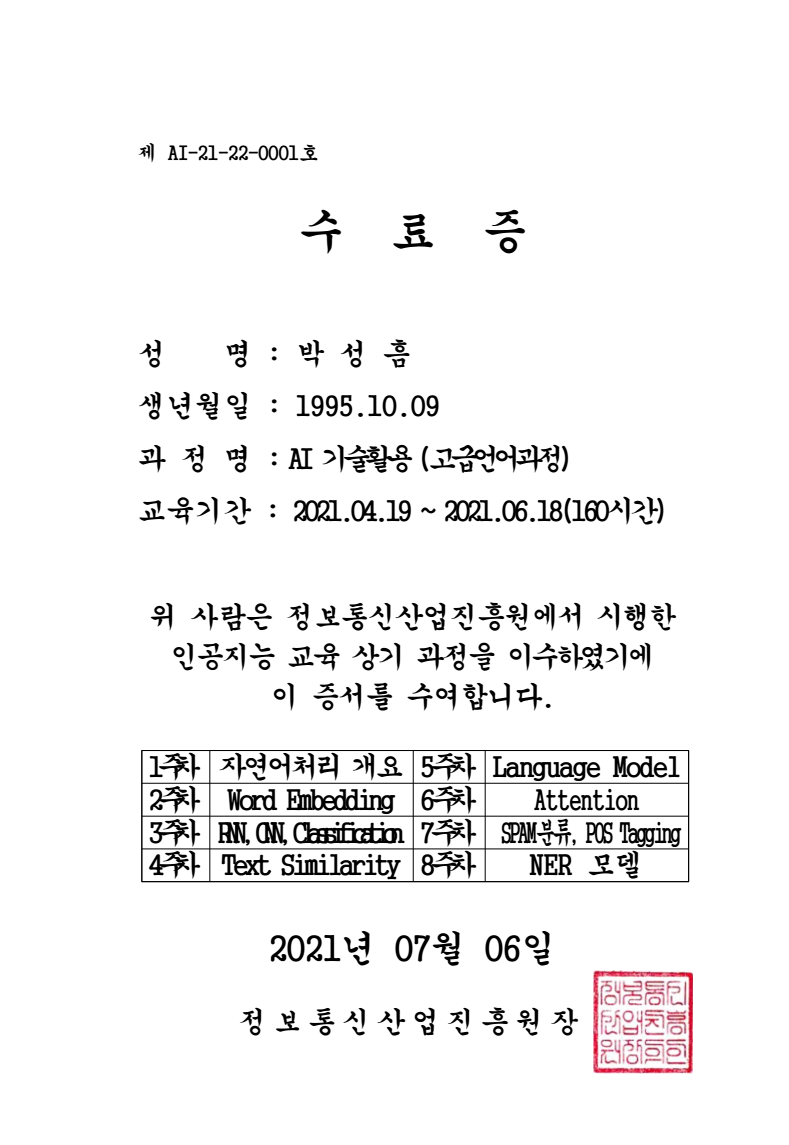 제 AI-21-22-0001호
수 료 증
성 명 : 박 성 흠
생년월일 : 1995.10.09
과 정 명 : AI 기술활용 (고급언어과정)
교육기간 : 2021.04.19 ~ 2021.06.18(160시간)
위 사람은 정보통신산업진흥원에서 시행한
인공지능 교육 상기 과정을 이수하였기에
이 증서를 수여합니다.
1주차 자연어처리 개요 5주차 Language Model
2주차 Word Embedding 6주차 Attention
3주차 RNN, CNN, Classification 7주차 SPAM분류, POS Tagging
4주차 Text Similarity 8주차 NER 모델
2021년 07월 06일
정보통신산업진흥원장